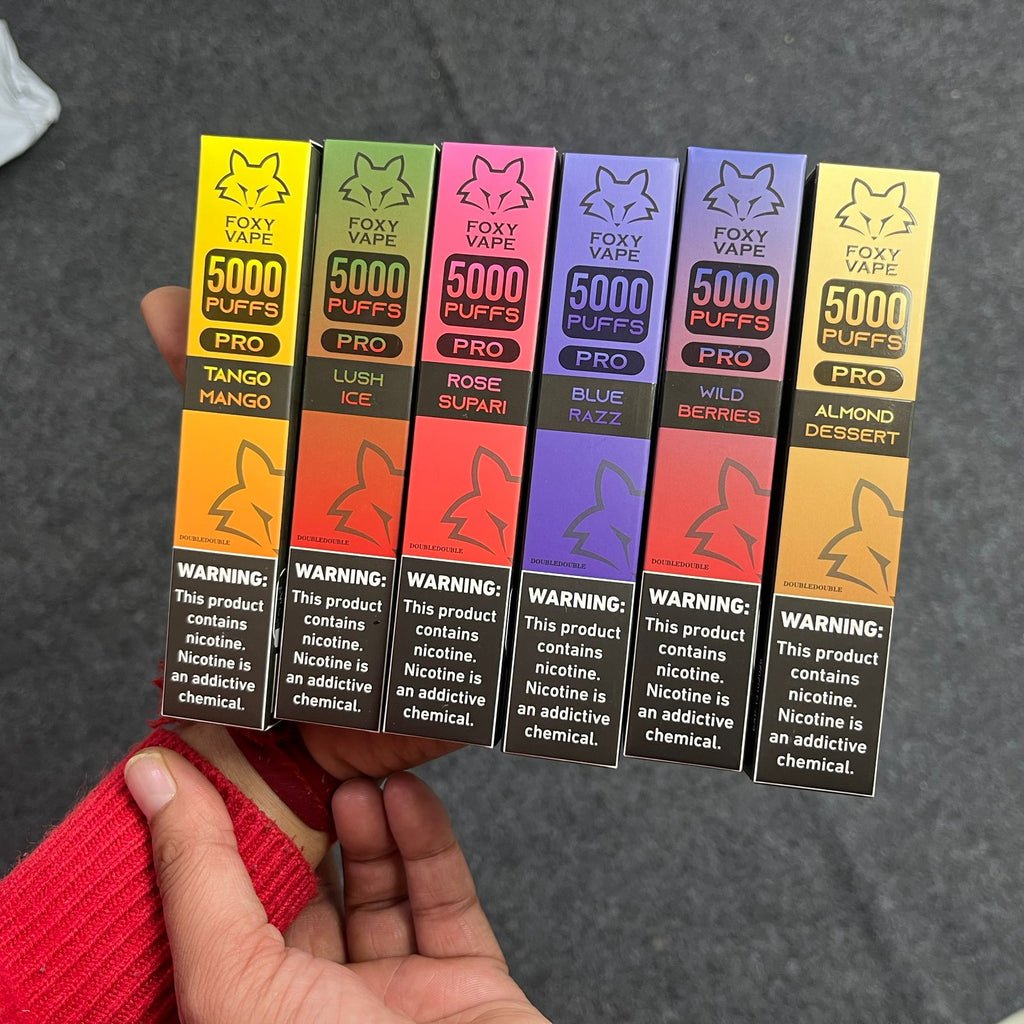 FOXY
VAPE
5000
PUFFS
PRO
TANGO
MANGO
DOUBLEDOUBLE
WARNING:
This product
contains
nicotine.
Nicotine is
an addictive
chemical.
FOXY
VAPE
5000
PUFFS
PRO
LUSH
ICE
DOUBLEDOUBLE
WARNING:
This product
contains
nicotine.
Nicotine is
an addictive
chemical.
FOXY
VAPE
5000
PUFFS
PRO
ROSE
SUPARI
DOUBLEDOUBLE
WARNING:
This product
contains
nicotine.
Nicotine is
an addictive
chemical.
FOXY
VAPE
5000
PUFFS
PRO
BLUE
RAZZ
DOUBLEDOUBLE
WARNING:
This product
contains
nicotine.
Nicotine is
an addictive
chemical.
FOXY
VAPE
5000
PUFFS
PRO
WILD
BERRIES
DOUBLEDOUBLE
WARNING:
This product
contains
nicotine.
Nicotine is
an addictive
chemical.
FOXY
VAPE
5000
PUFFS
PRO
ALMOND
DESSERT
DOUBLEDOUBLE
WARNING:
This product
contains
nicotine.
Nicotine is
an addictive
chemical.